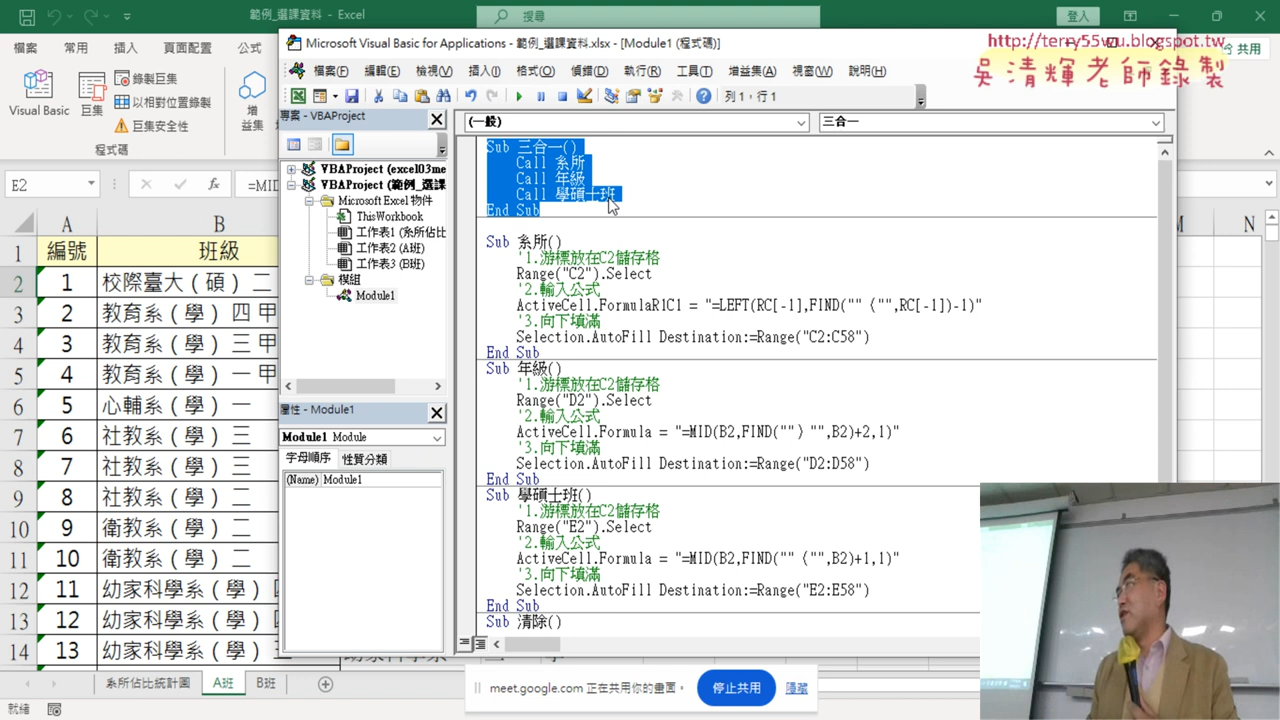 範例_選課資料 - Excel
搜尋
登入
檔案 常用 插入 頁面配置 公式
共用
Visual Basic
巨集
錄製巨集
以相對位置錄製
巨集安全性
增
益集
程式碼
E2
fx
A B M N
1 編號 班級
2 1 校際臺大（碩）二
3 2 教育系（學）四 甲
4 3 教育系（學）三 甲
5 4 教育系（學）一 甲
6 5 心輔系（學）一
7 6 社教系（學）三
8 7 社教系（學）三
9 8 社教系（學）二
10 9 衛教系（學）二
11 10 衛教系（學）二
12 11 幼家科學系（學）
13 12 幼家科學系（學）
14 13 幼家科學系（學）
系所佔比統計圖 A班 B班
就緒
Microsoft Visual Basic for Applications - 範例_選課資料.xlsx - [Module1 (程式碼)]
http://terry55wu.blogspot.tw
吳清輝老師錄製
檔案(F) 編輯(E) 檢視(V) 插入(I) 格式(O) 偵錯(D) 執行(R) 工具(T) 增益集(A) 視窗(W) 說明(H)
列 1，行 1
專案 - VBAProject
VBAProject (excel03me
VBAProject (範例_選課
Microsoft Excel 物件
ThisWorkbook
工作表1 (系所佔比
工作表2 (A班)
工作表3 (B班)
模組
Module1
屬性 - Module1
Module1 Module
字母順序 性質分類
(Name) Module1
(一般) 三合一
Sub 三合一()
Call 系所
Call 年級
Call 學碩士班
End Sub
Sub 系所()
'1.游標放在C2儲存格
Range("C2").Select
'2.輸入公式
ActiveCell.FormulaR1C1 = "=LEFT(RC[-1],FIND(""（"",RC[-1])-1)"
'3.向下填滿
Selection.AutoFill Destination:=Range("C2:C58")
End Sub
Sub 年級()
'1.游標放在C2儲存格
Range("D2").Select
'2.輸入公式
ActiveCell.Formula = "=MID(B2,FIND(""）"",B2)+2,1)"
'3.向下填滿
Selection.AutoFill Destination:=Range("D2:D58")
End Sub
Sub 學碩士班()
'1.游標放在C2儲存格
Range("E2").Select
'2.輸入公式
ActiveCell.Formula = "=MID(B2,FIND(""（"",B2)+1,1)"
'3.向下填滿
Selection.AutoFill Destination:=Range("E2:E58")
End Sub
Sub 清除()
meet.google.com 正在共用你的畫面。 停止共用 隱藏